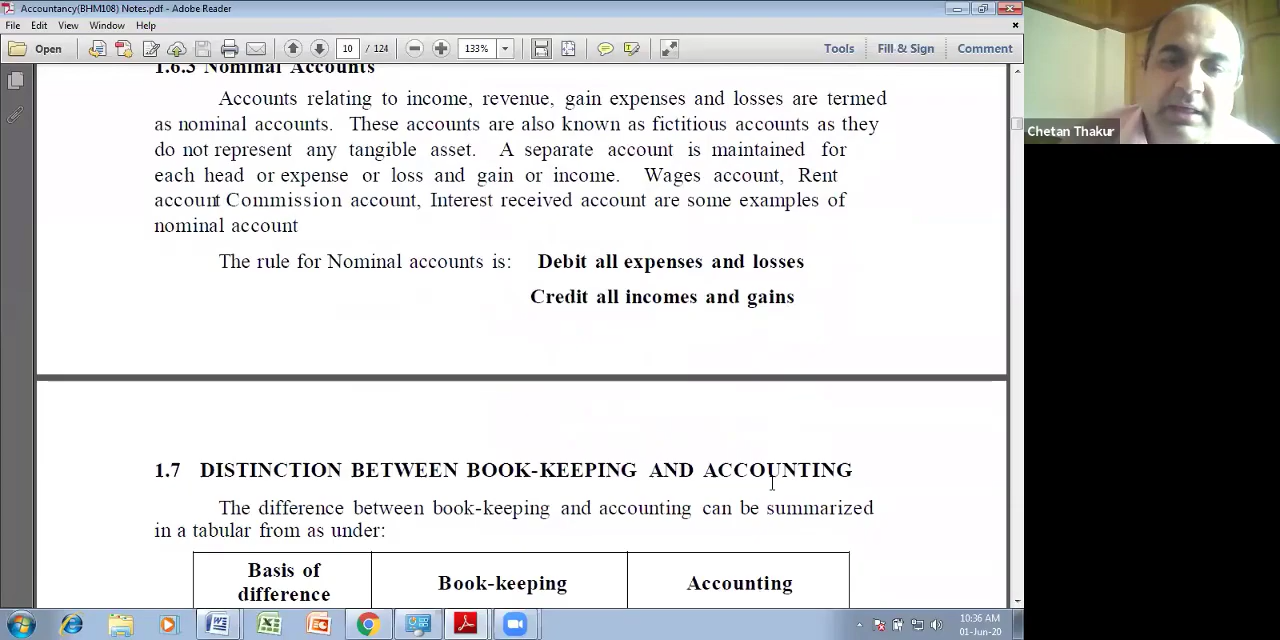 Accountancy(BHM108) Notes.pdf - Adobe Reader
File Edit View Window Help
Open 10 / 124 133% Tools Fill & Sign Comment
1.6.3 Nominal Accounts
Accounts relating to income, revenue, gain expenses and losses are termed
as nominal accounts. These accounts are also known as fictitious accounts as they
do not represent any tangible asset. A separate account is maintained for
each head or expense or loss and gain or income. Wages account, Rent
account Commission account, Interest received account are some examples of
nominal account
The rule for Nominal accounts is: Debit all expenses and losses
Credit all incomes and gains
1.7 DISTINCTION BETWEEN BOOK-KEEPING AND ACCOUNTING
The difference between book-keeping and accounting can be summarized
in a tabular from as under:
Basis of
difference
Book-keeping
Accounting
Chetan Thakur
10:36 AM
01-Jun-20